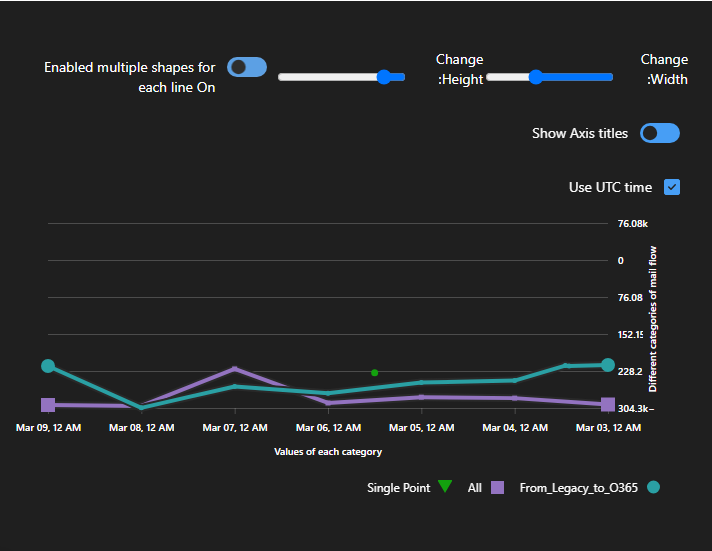 Enabled multiple shapes for
each line On
Change
:Height
Change
:Width
Show Axis titles
Use UTC time
76.08k
0
76.08
152.15
228.2
304.3k–
Different categories of mail flow
Mar 09, 12 AM
Mar 08, 12 AM
Mar 07, 12 AM
Mar 06, 12 AM
Mar 05, 12 AM
Mar 04, 12 AM
Mar 03, 12 AM
Values of each category
Single Point
All
From_Legacy_to_O365